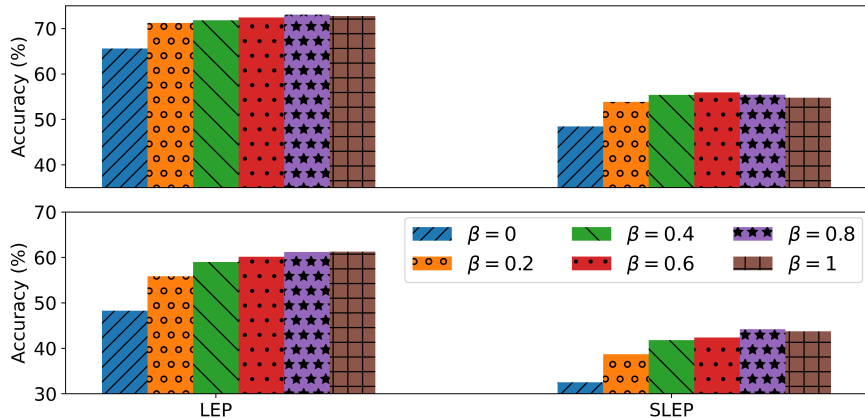 Accuracy (%)
70
60
50
40
Accuracy (%)
70
60
50
40
30
β = 0
β = 0.4
β = 0.8
β = 0.2
β = 0.6
β = 1
LEP
SLEP